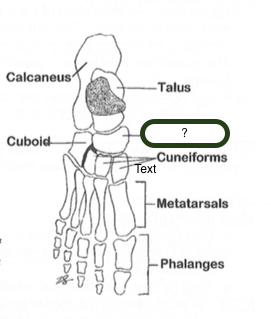 Calcaneus
Talus
?
Cuboid
Cuneiforms
Text
Metatarsals
Phalanges